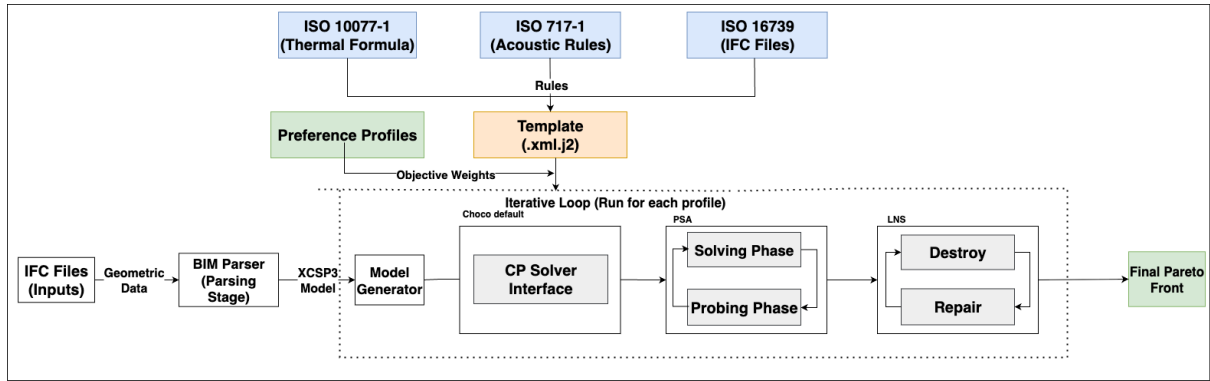 ISO 10077-1
(Thermal Formula)
ISO 717-1
(Acoustic Rules)
ISO 16739
(IFC Files)
Rules
Preference Profiles
Template
(.xml.j2)
Objective Weights
Iterative Loop (Run for each profile)
Choco default
PSA
LNS
IFC Files
(Inputs)
Geometric
Data
BIM Parser
(Parsing
Stage)
XCSP3
Model
Model
Generator
CP Solver
Interface
Solving Phase
Probing Phase
Destroy
Repair
Final Pareto
Front